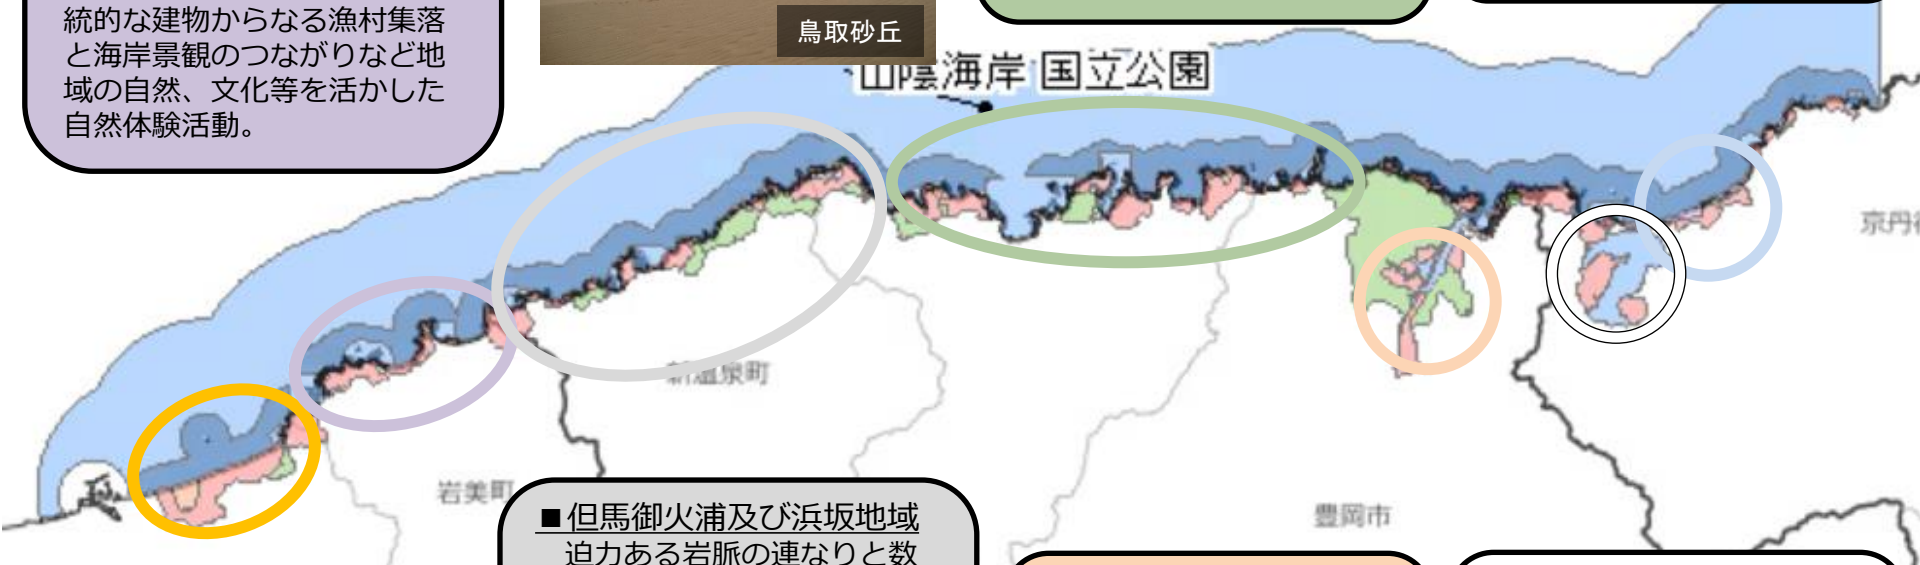 統的な建物からなる漁村集落
と海岸景観のつながりなど地
域の自然、文化等を活かした
自然体験活動。
鳥取砂丘
山陰海岸 国立公園
新温泉町
岩美町
豊岡市
■但馬御火浦及び浜坂地域
迫力ある岩脈の連なりと数